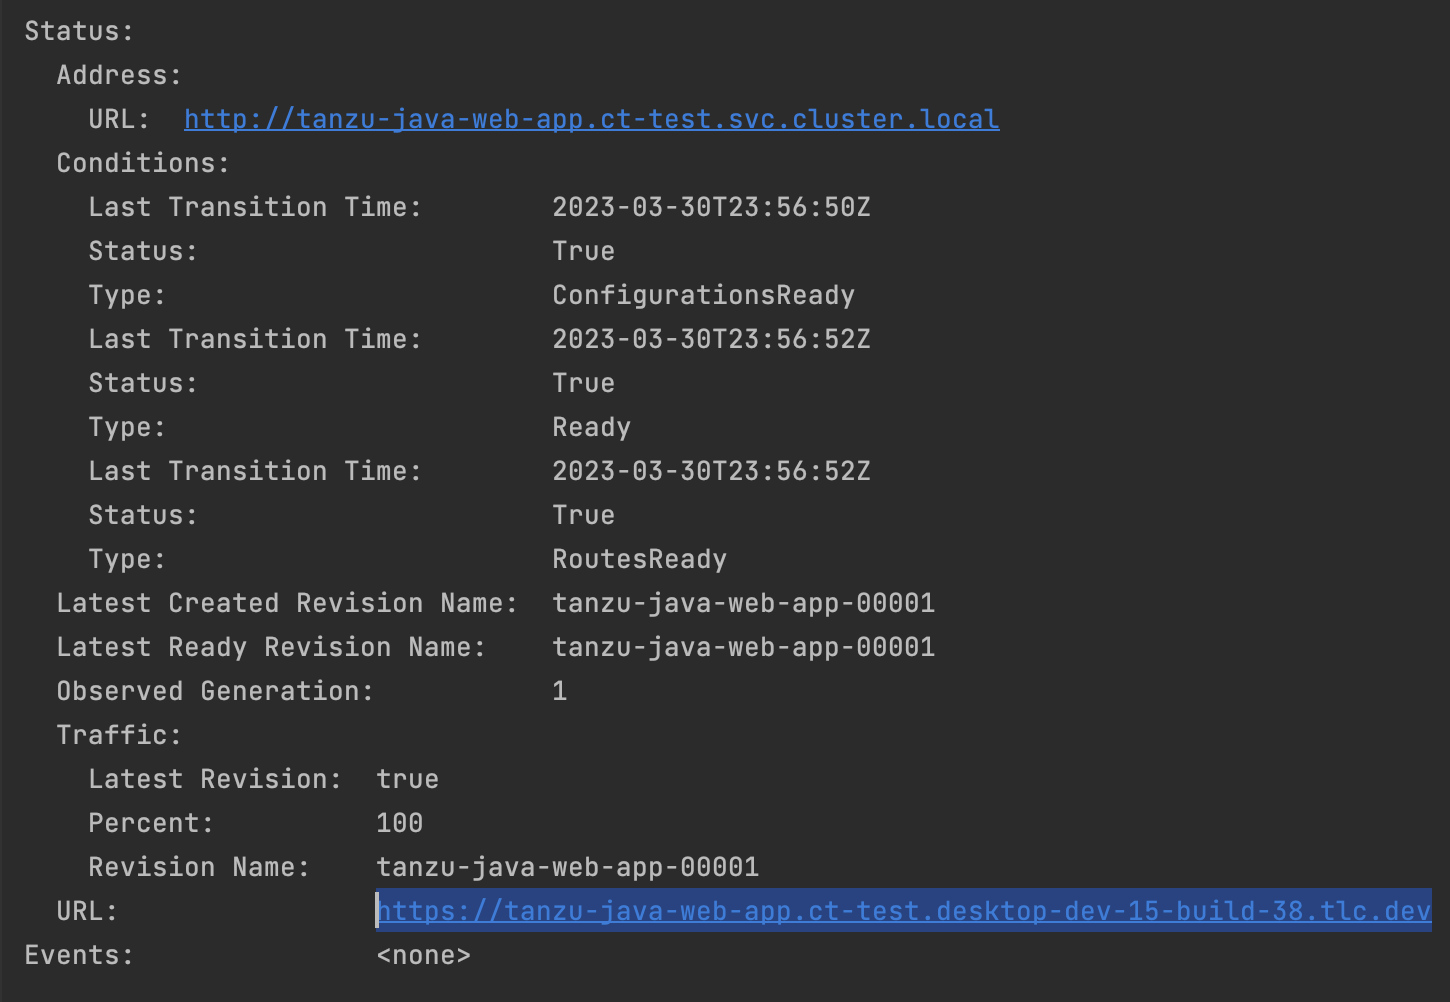 Status:
Address:
URL: http://tanzu-java-web-app.ct-test.svc.cluster.local
Conditions:
Last Transition Time: 2023-03-30T23:56:50Z
Status: True
Type: ConfigurationsReady
Last Transition Time: 2023-03-30T23:56:52Z
Status: True
Type: Ready
Last Transition Time: 2023-03-30T23:56:52Z
Status: True
Type: RoutesReady
Latest Created Revision Name: tanzu-java-web-app-00001
Latest Ready Revision Name: tanzu-java-web-app-00001
Observed Generation: 1
Traffic:
Latest Revision: true
Percent: 100
Revision Name: tanzu-java-web-app-00001
URL: https://tanzu-java-web-app.ct-test.desktop-dev-15-build-38.tlc.dev
Events: <none>